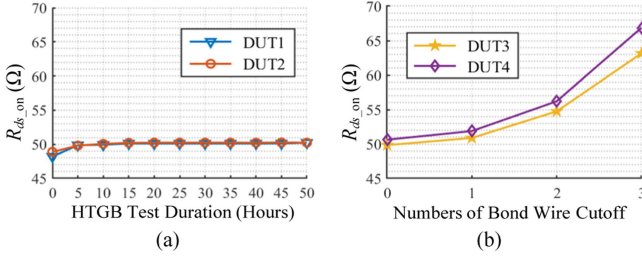 70
65
60
55
50
45
R_ds_on (Ω)
DUT1
DUT2
0 5 10 15 20 25 30 35 40 45 50
HTGB Test Duration (Hours)
(a)
70
65
60
55
50
45
R_ds_on (Ω)
DUT3
DUT4
0 1 2 3
Numbers of Bond Wire Cutoff
(b)